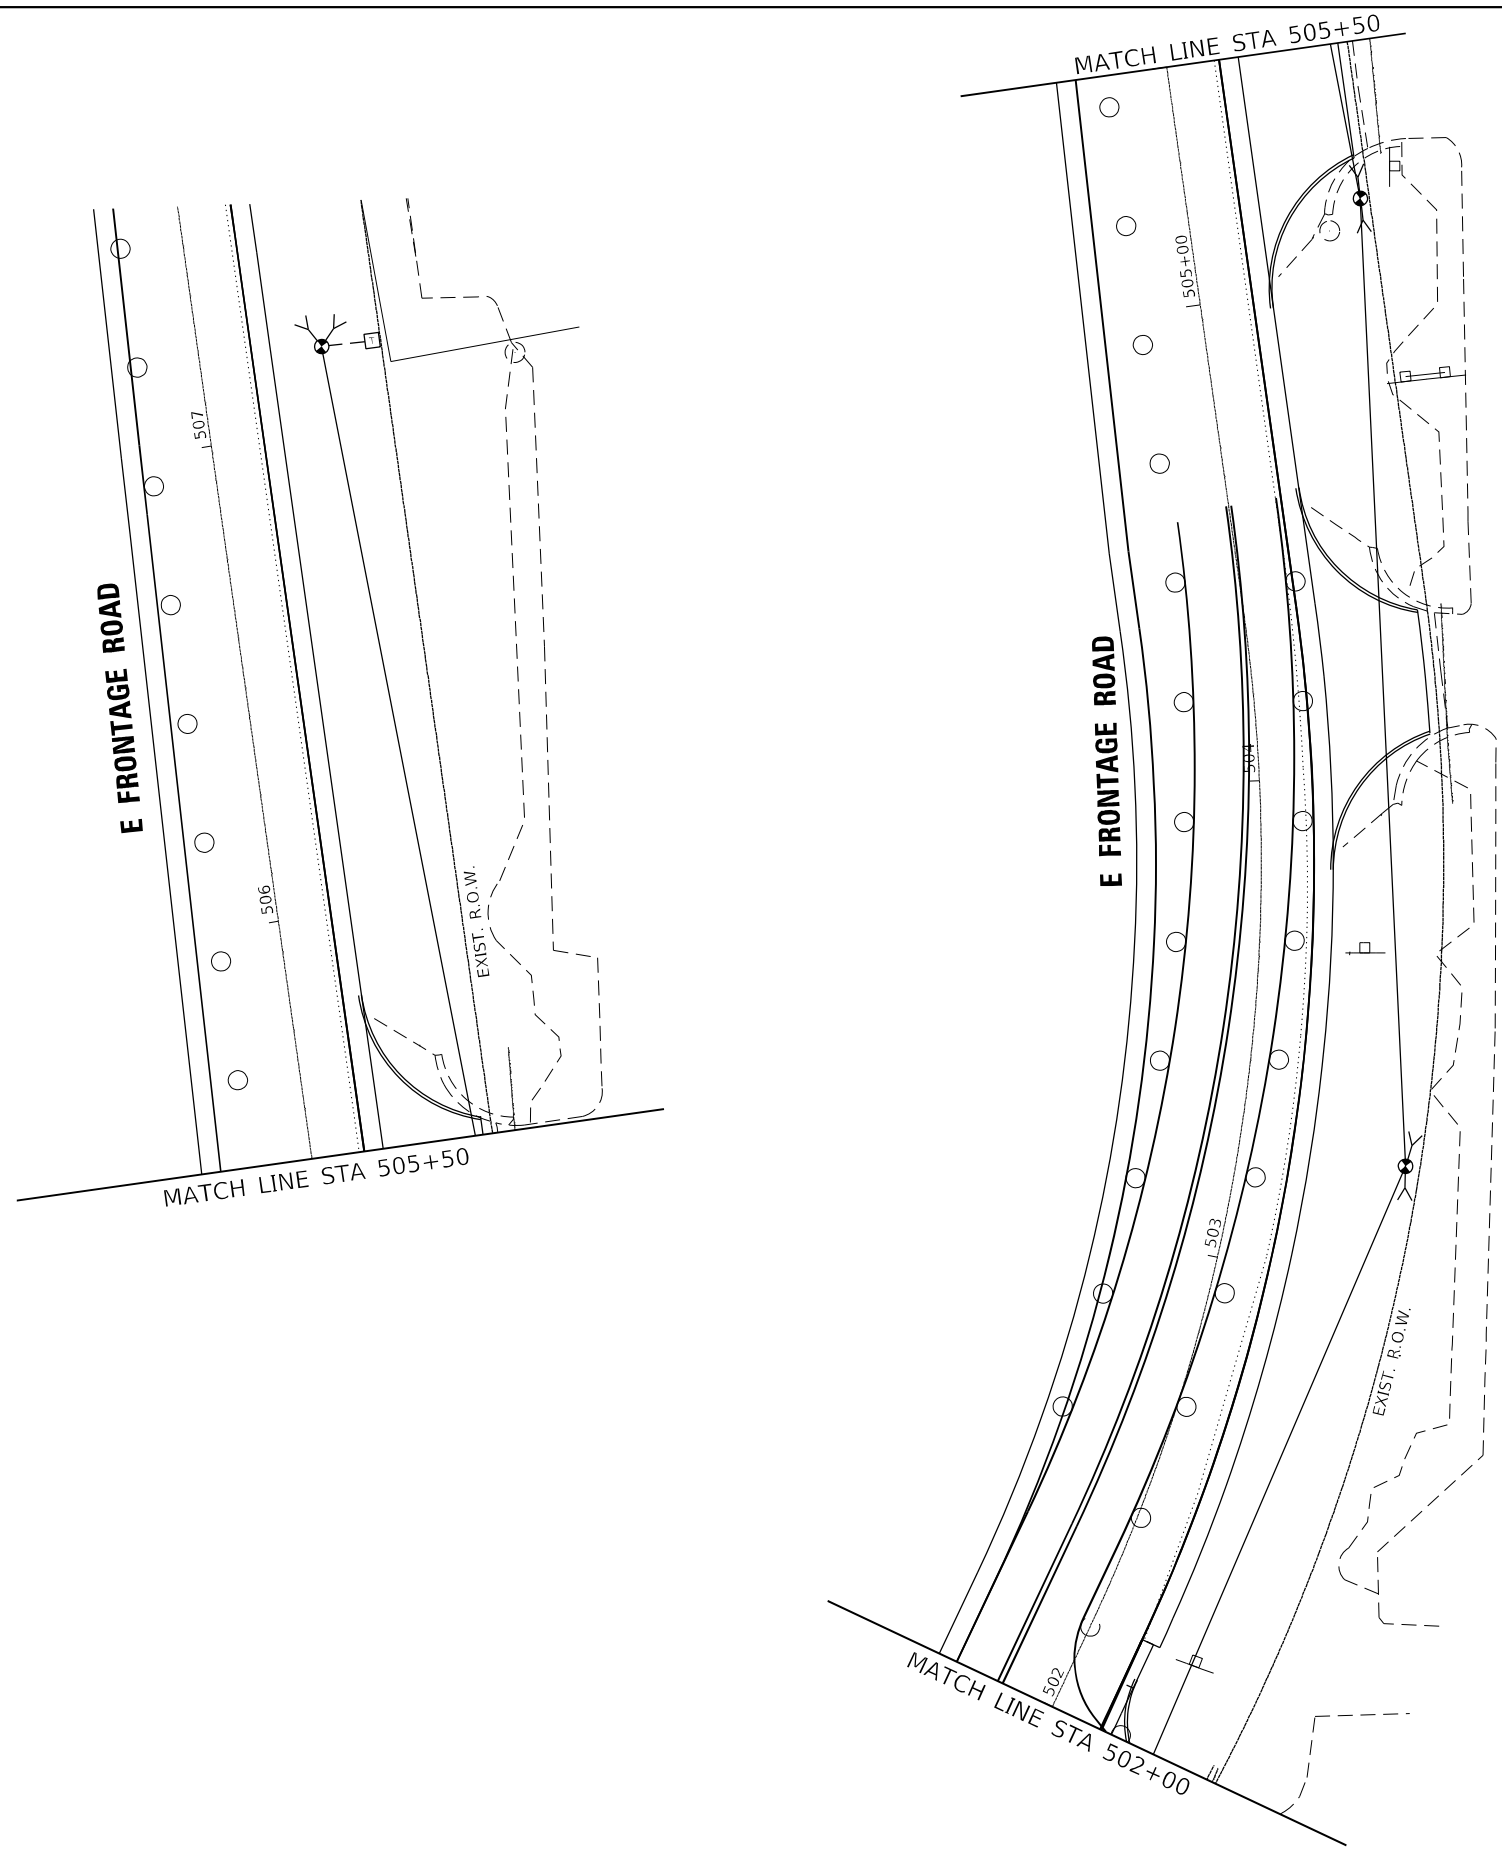 MATCH LINE STA 505+50
505+00
507
E FRONTAGE ROAD
506
EXIST. R.O.W.
MATCH LINE STA 505+50
E FRONTAGE ROAD
504
503
EXIST. R.O.W.
502
MATCH LINE STA 502+00